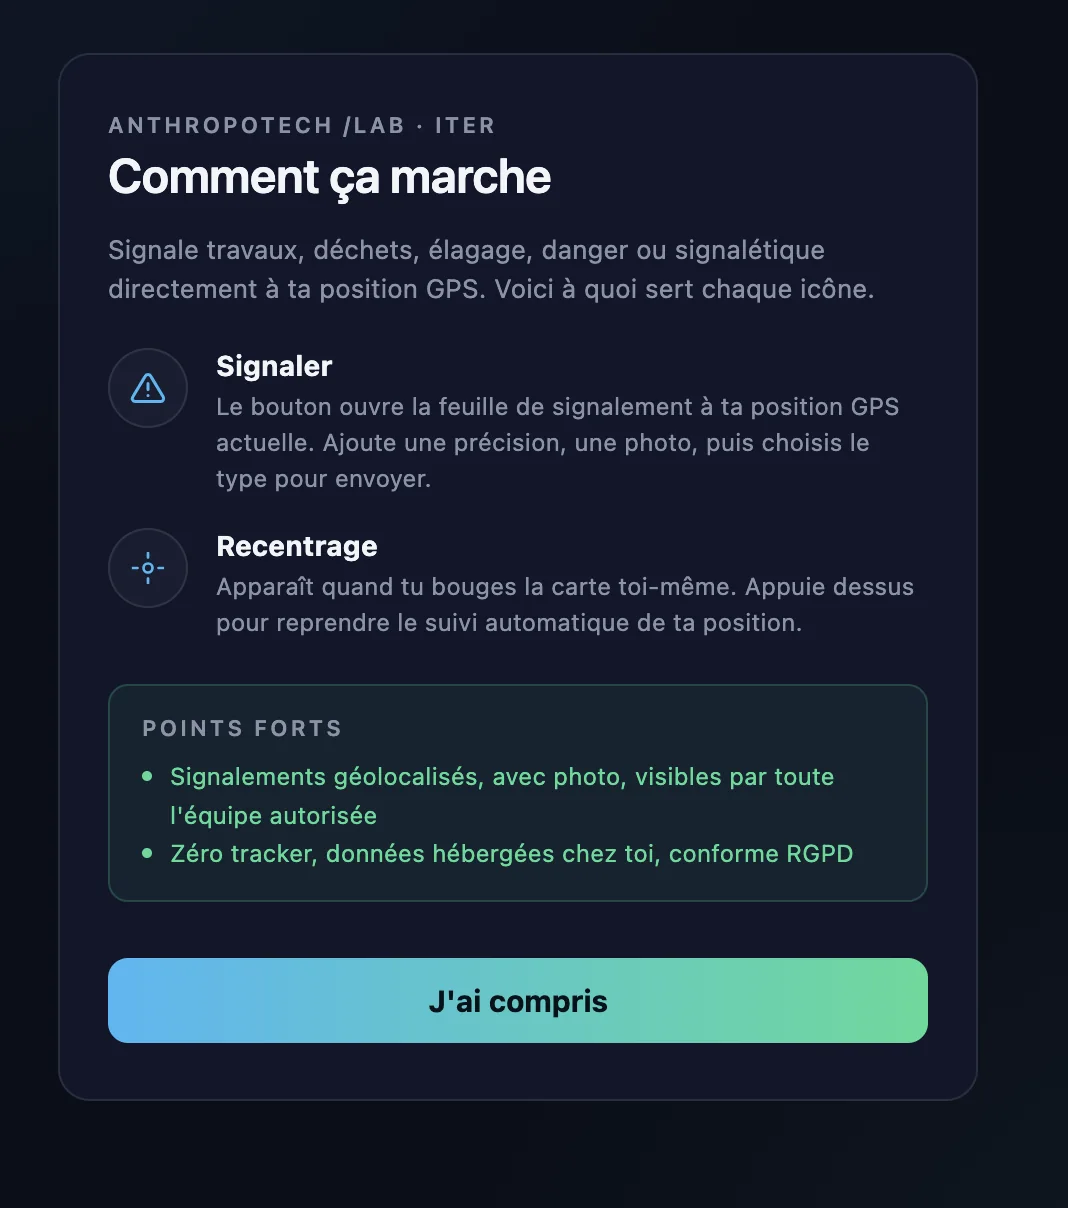 ANTHROPOTECH /LAB · ITER
Comment ça marche
Signale travaux, déchets, élagage, danger ou signalétique
directement à ta position GPS. Voici à quoi sert chaque icône.
Signaler
Le bouton ouvre la feuille de signalement à ta position GPS
actuelle. Ajoute une précision, une photo, puis choisis le
type pour envoyer.
Recentrage
Apparaît quand tu bouges la carte toi-même. Appuie dessus
pour reprendre le suivi automatique de ta position.
POINTS FORTS
Signalements géolocalisés, avec photo, visibles par toute
l'équipe autorisée
Zéro tracker, données hébergées chez toi, conforme RGPD
J'ai compris